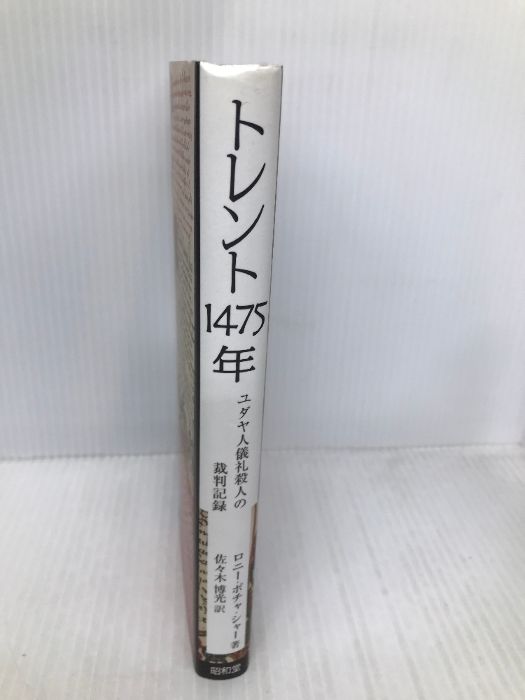 トレント
1475
年
ユダヤ人儀礼殺人の
裁判記録
ロニー・ポチャ・シャー 著
佐々木 博光 訳
昭和堂